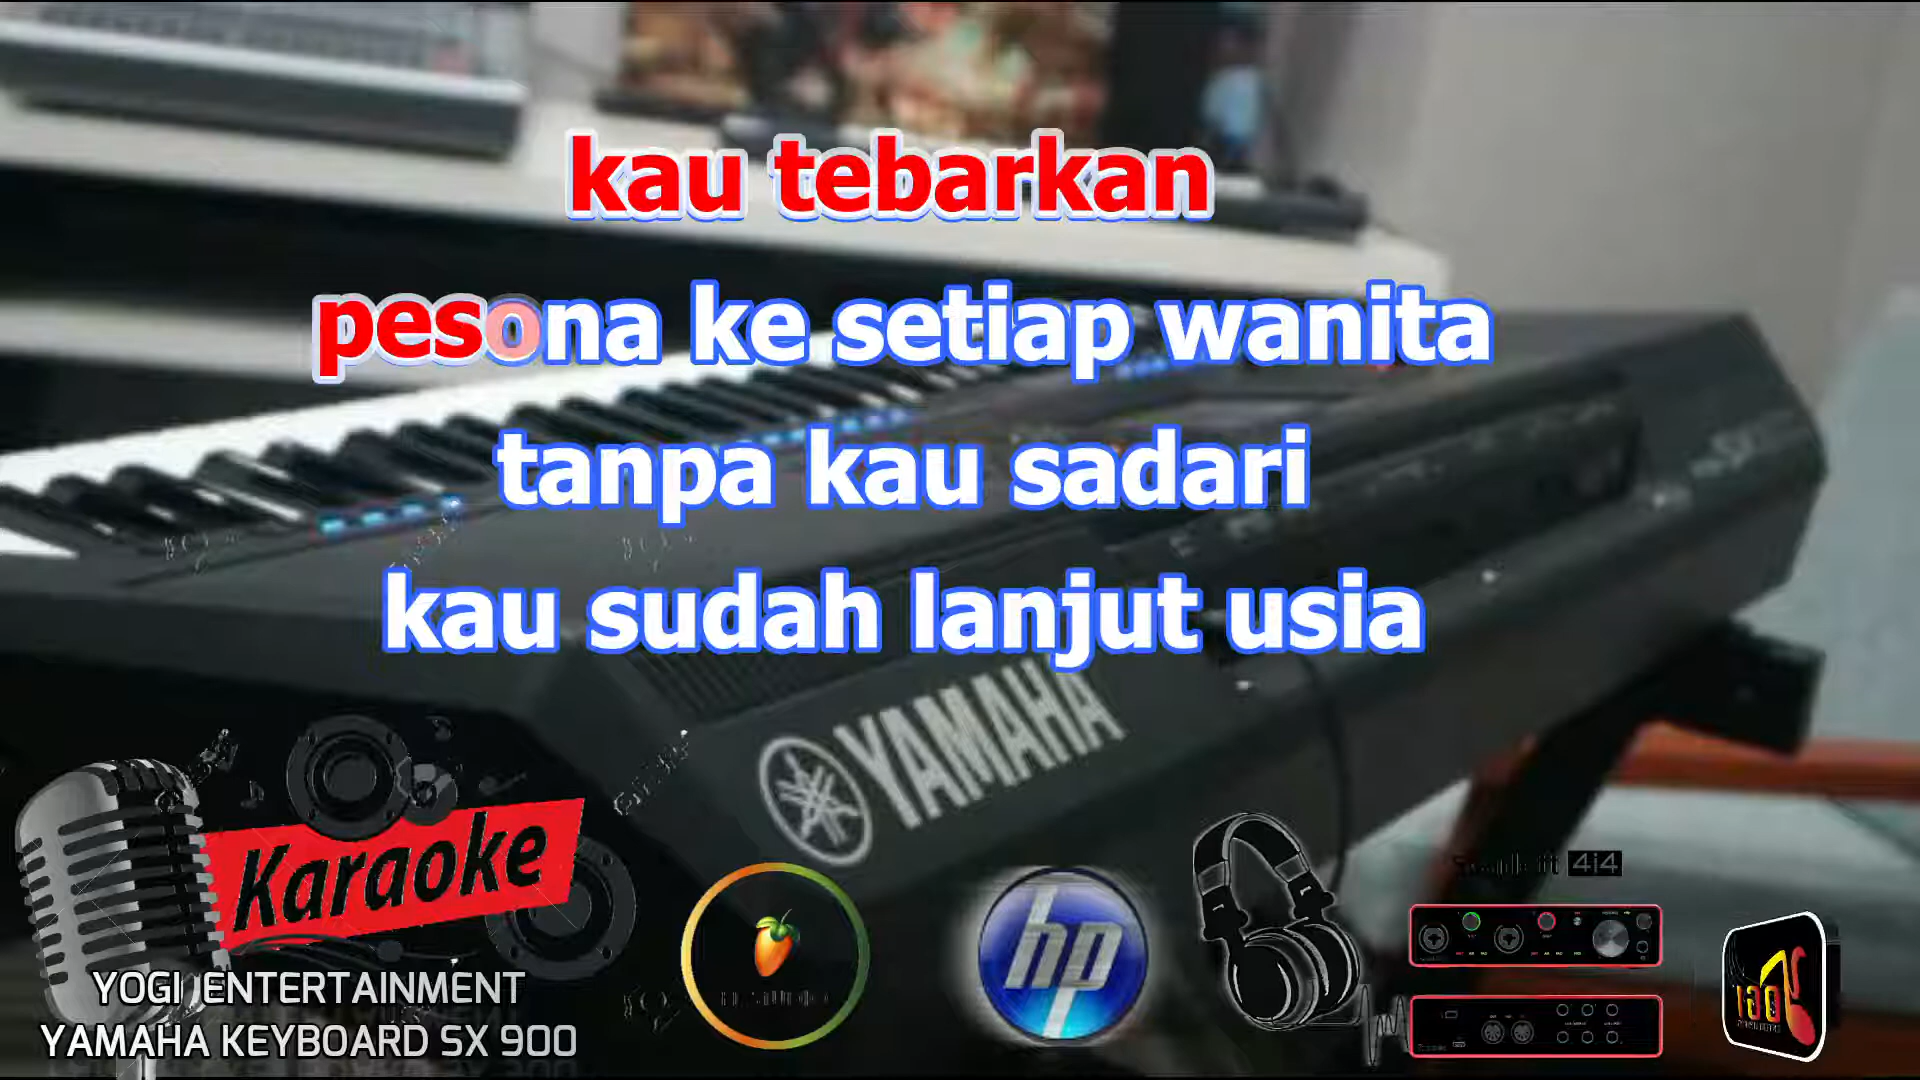 kau tebarkan
pesona ke setiap wanita
tanpa kau sadari
kau sudah lanjut usia
YAMAHA
Karaoke
hp
4i4
YOGI ENTERTAINMENT
YAMAHA KEYBOARD SX 900